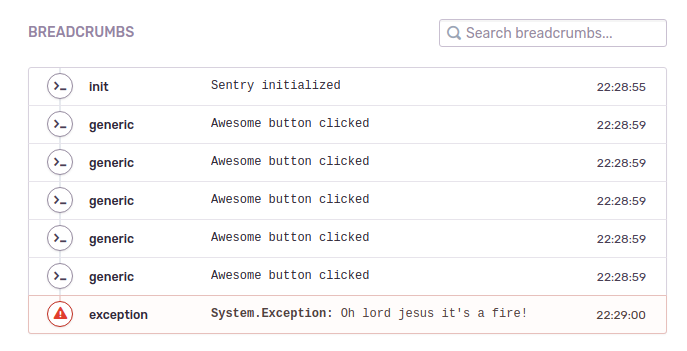 BREADCRUMBS Search breadcrumbs...
init Sentry initialized 22:28:55
generic Awesome button clicked 22:28:59
generic Awesome button clicked 22:28:59
generic Awesome button clicked 22:28:59
generic Awesome button clicked 22:28:59
generic Awesome button clicked 22:28:59
exception System.Exception: Oh lord jesus it's a fire! 22:29:00